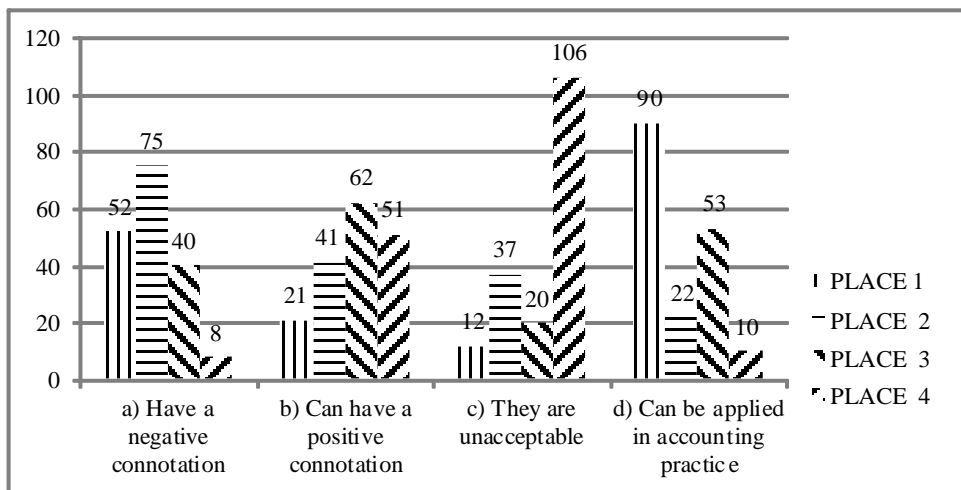 120
106
100
90
80
75
62
60
52
51
53
40
41
40
37
20
21
20
22
12
10
8
0
a) Have a negative connotation
b) Can have a positive connotation
c) They are unacceptable
d) Can be applied in accounting practice
PLACE 1
PLACE 2
PLACE 3
PLACE 4